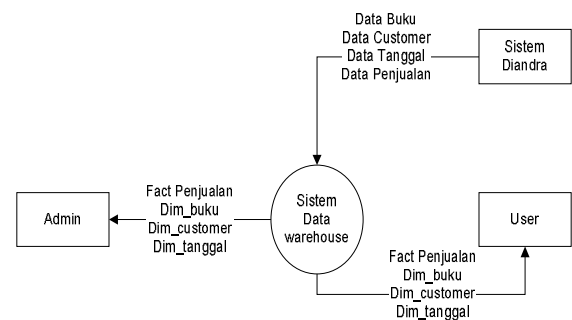 Data Buku
Data Customer
Data Tanggal
Data Penjualan
Sistem
Diandra
Admin
Fact Penjualan
Dim_buku
Dim_customer
Dim_tanggal
Sistem
Data
warehouse
User
Fact Penjualan
Dim_buku
Dim_customer
Dim_tanggal